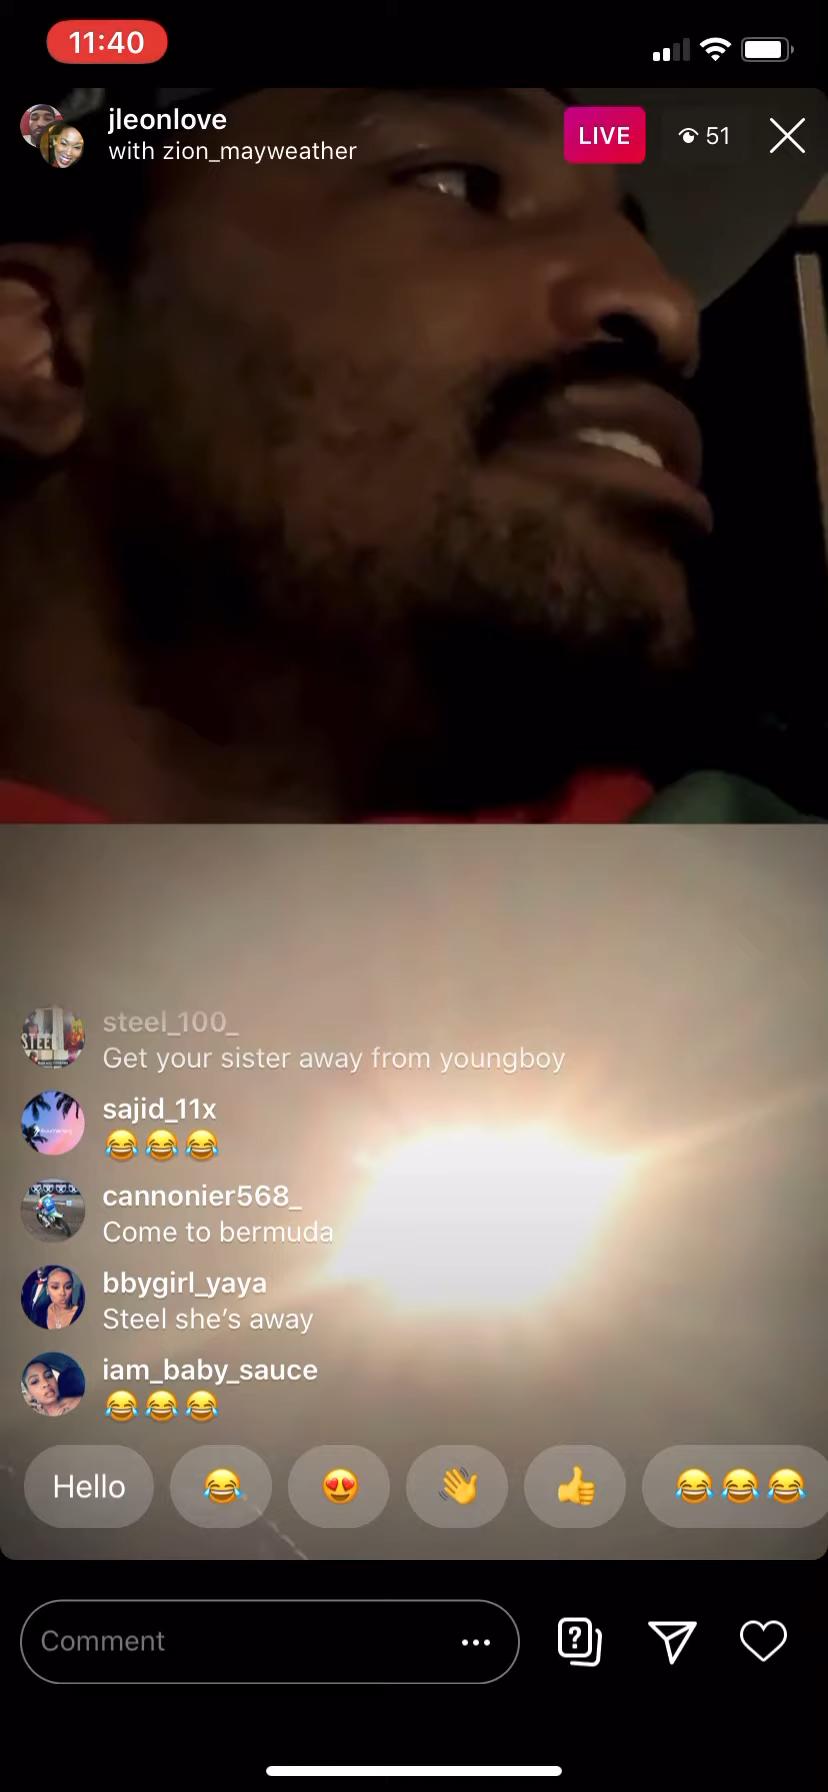 11:40
jleonlove
with zion_mayweather
LIVE
51
steel_100_
STEEL
Get your sister away from youngboy
sajid_11x
😂😂😂
cannonier568_
Come to bermuda
bbygirl_yaya
Steel she’s away
iam_baby_sauce
😂😂😂
Hello 😂 😍 👋 👍 😂😂😂
Comment